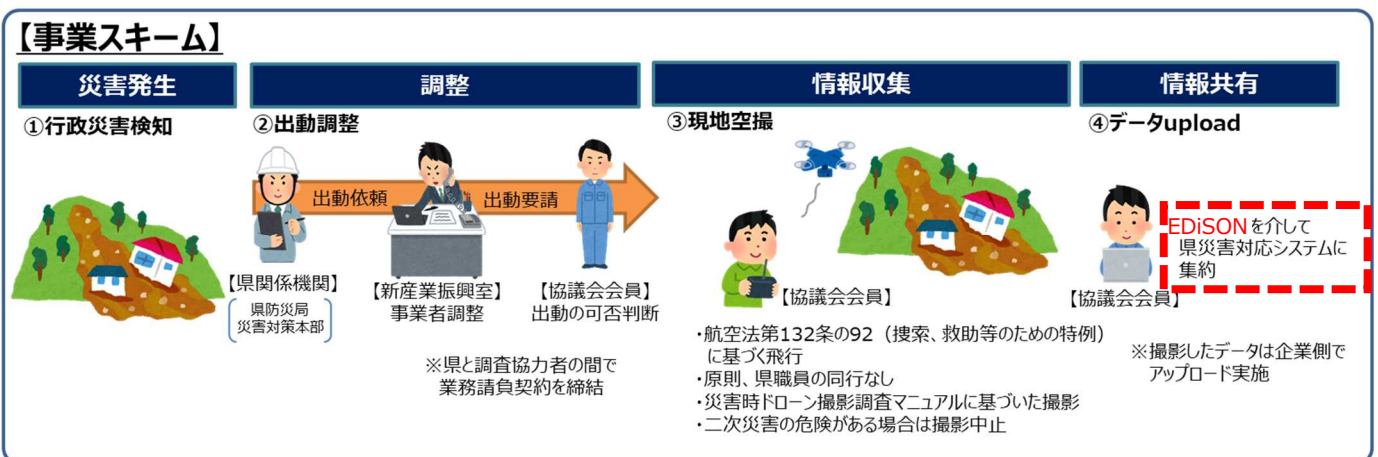 【事業スキーム】
災害発生
調整
情報収集
情報共有
①行政災害検知
②出動調整
③現地空撮
④データupload
出動依頼
出動要請
EDiSONを介して
県災害対応システムに
集約
【県関係機関】
県防災局
災害対策本部
【新産業振興室】
事業者調整
【協議会会員】
出動の可否判断
【協議会会員】
【協議会会員】
※県と調査協力者の間で
業務請負契約を締結
・航空法第132条の92（捜索、救助等のための特例）
に基づく飛行
・原則、県職員の同行なし
・災害時ドローン撮影調査マニュアルに基づいた撮影
・二次災害の危険がある場合は撮影中止
※撮影したデータは企業側で
アップロード実施